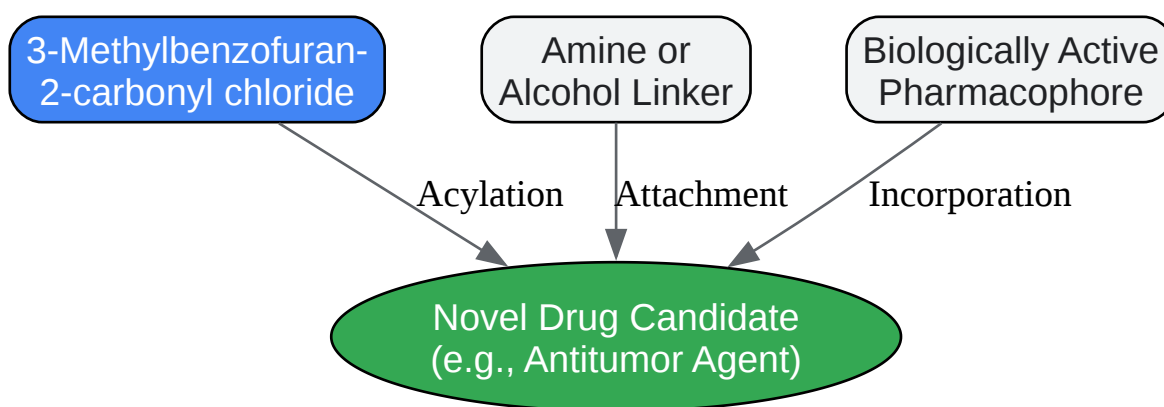 3-Methylbenzofuran-
2-carbonyl chloride
Amine or
Alcohol Linker
Biologically Active
Pharmacophore
Acylation
Attachment
Incorporation
Novel Drug Candidate
(e.g., Antitumor Agent)